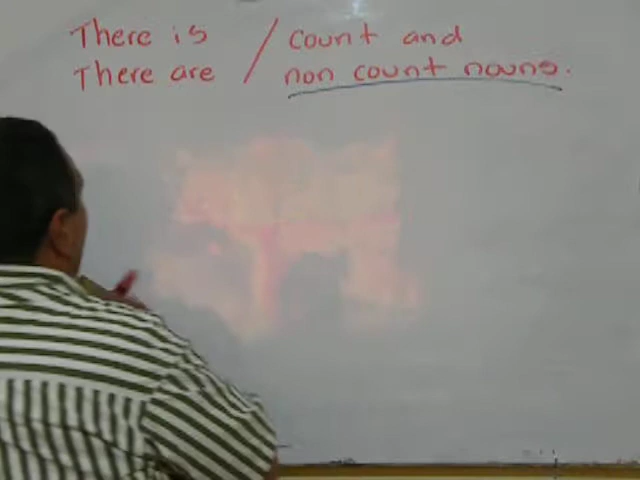 There is / count and
There are / non count nouns.